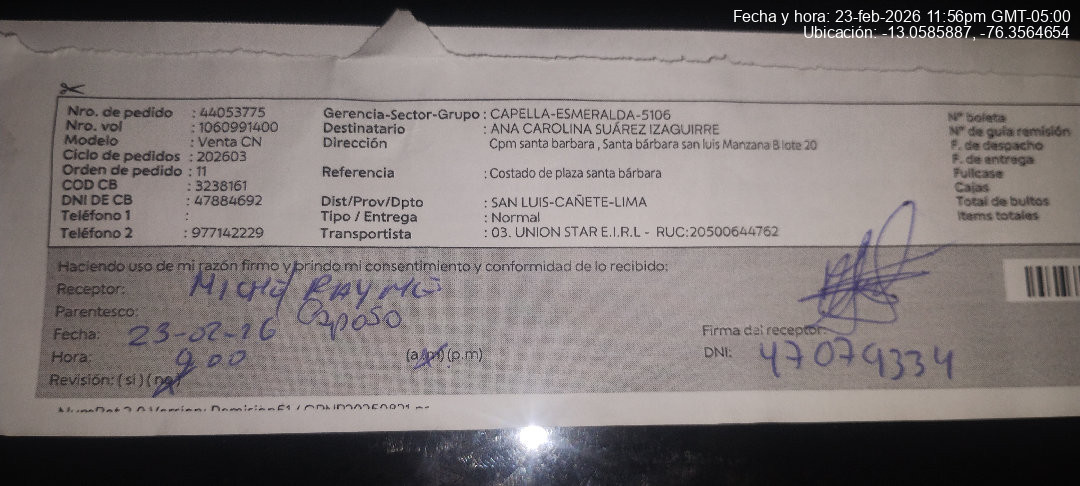 Fecha y hora: 23-feb-2026 11:56pm GMT-05:00
Ubicación: -13.0585887, -76.3564654
Nro. de pedido : 44053775
Nro. vol : 1060991400
Modelo : Venta CN
Ciclo de pedidos : 202603
Orden de pedido : 11
COD CB : 3238161
DNI DE CB : 47884692
Teléfono 1 :
Teléfono 2 : 977142229
Gerencia-Sector-Grupo : CAPELLA-ESMERALDA-5106
Destinatario : ANA CAROLINA SUÁREZ IZAGUIRRE
Dirección Cpm santa barbara , Santa bárbara san luis Manzana B lote 20
Referencia : Costado de plaza santa bárbara
Dist/Prov/Dpto : SAN LUIS-CAÑETE-LIMA
Tipo / Entrega : Normal
Transportista : 03. UNION STAR E.I.R.L - RUC:20500644762
Nº boleta
Nº de guia remisión
F. de despacho
F. de entrega
Fullcase
Cajas
Total de bultos
Items totales
Haciendo uso de mi razón firmo y brindo mi consentimiento y conformidad de lo recibido:
Receptor:
Parentesco: Esposo
Fecha: 23-02-26
Hora: 9 00 (a.m) (p.m)
Revisión: ( si ) ( no )
Firma del receptor:
DNI: 47079334